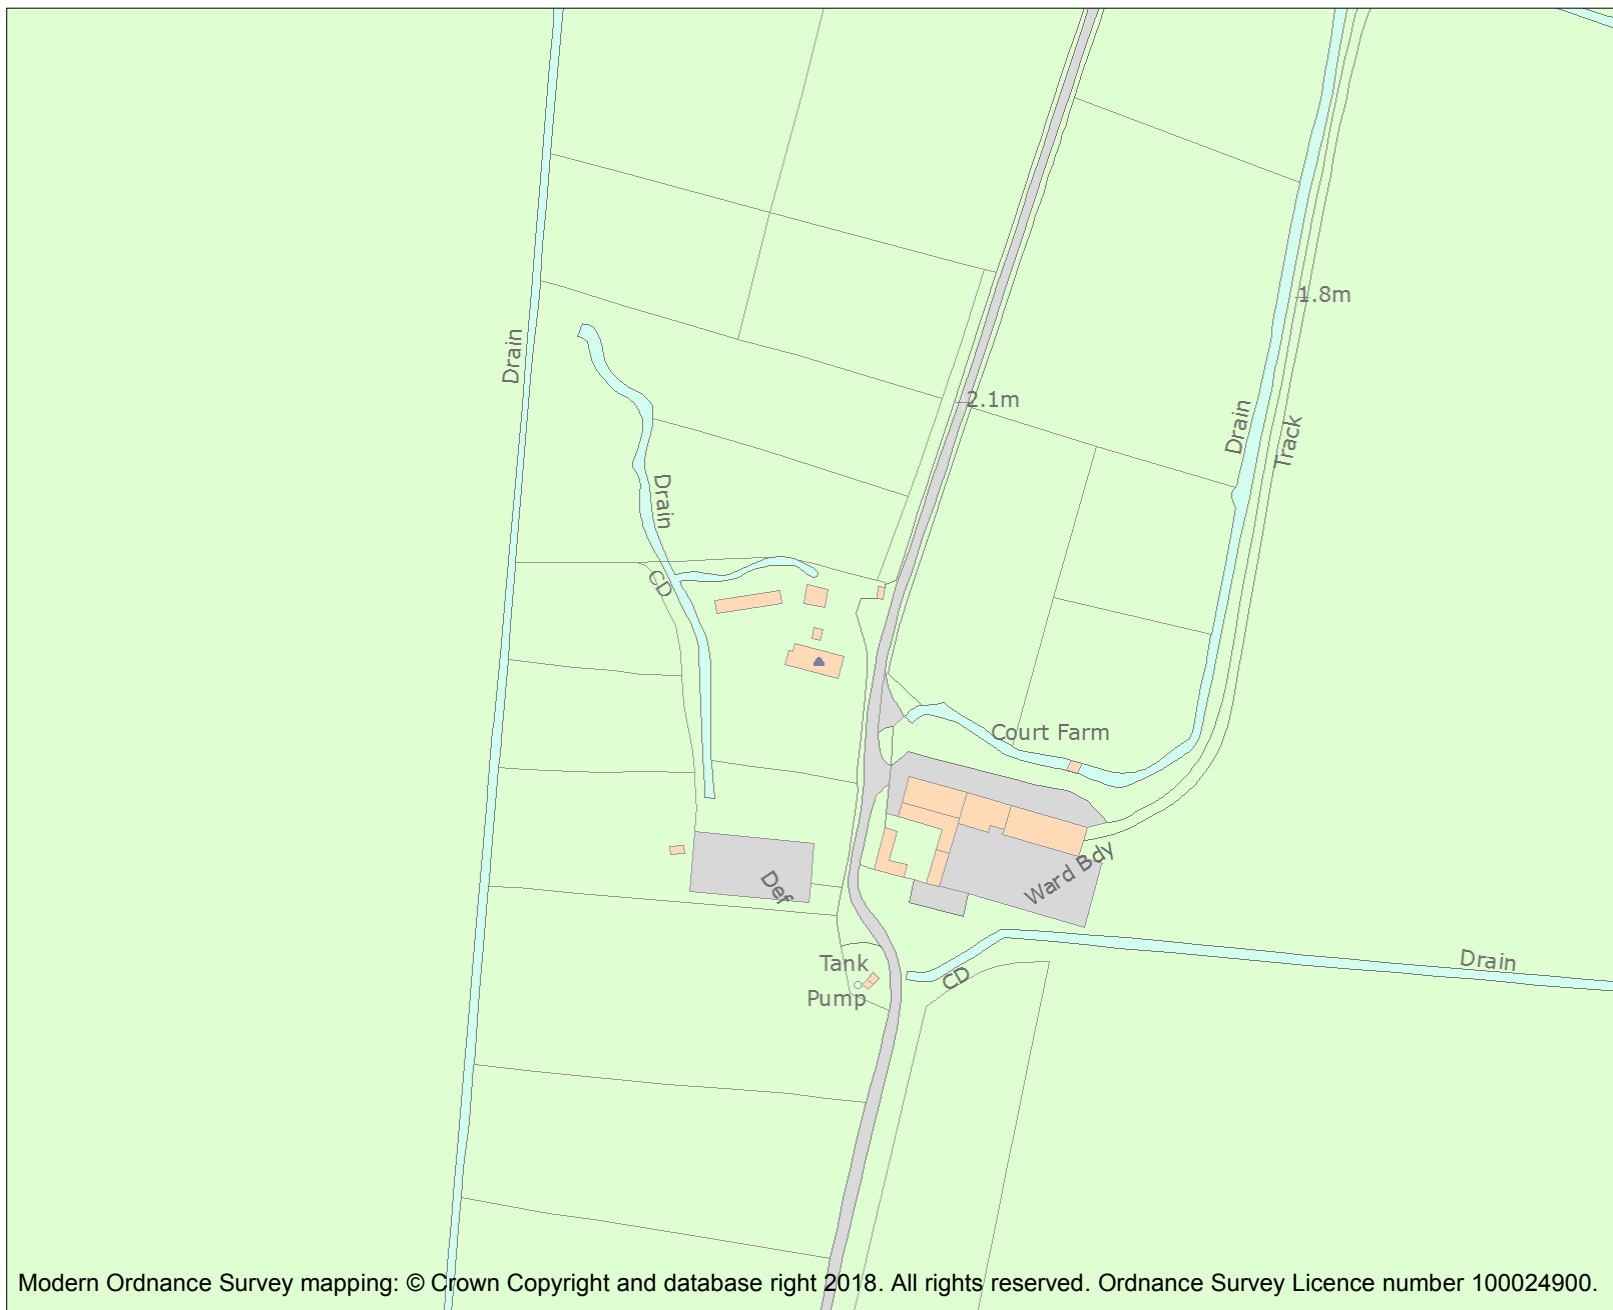 1.8m
Drain
2.1m
Drain
Track
Drain
CD
Court Farm
Ward Bdy
Def
Drain
Tank
CD
Pump
Modern Ordnance Survey mapping: © Crown Copyright and database right 2018. All rights reserved. Ordnance Survey Licence number 100024900.